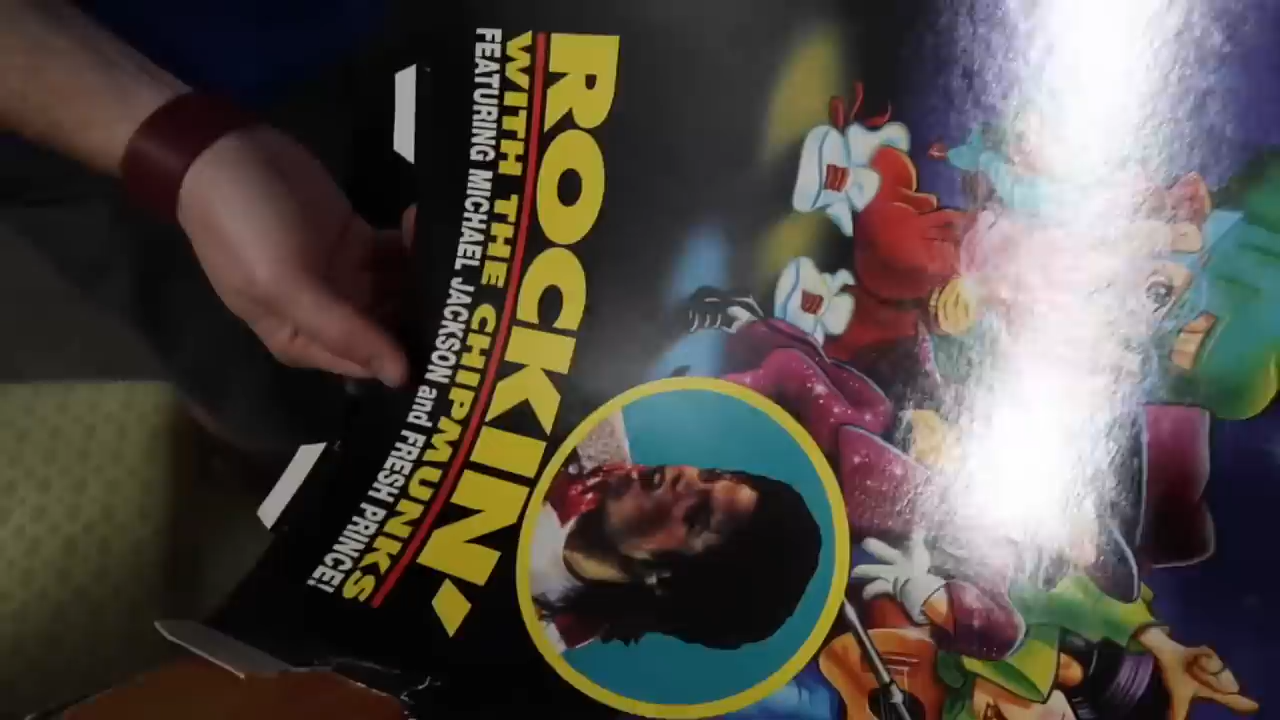 ROCKIN'
WITH THE CHIPMUNKS
FEATURING MICHAEL JACKSON and FRESH PRINCE!